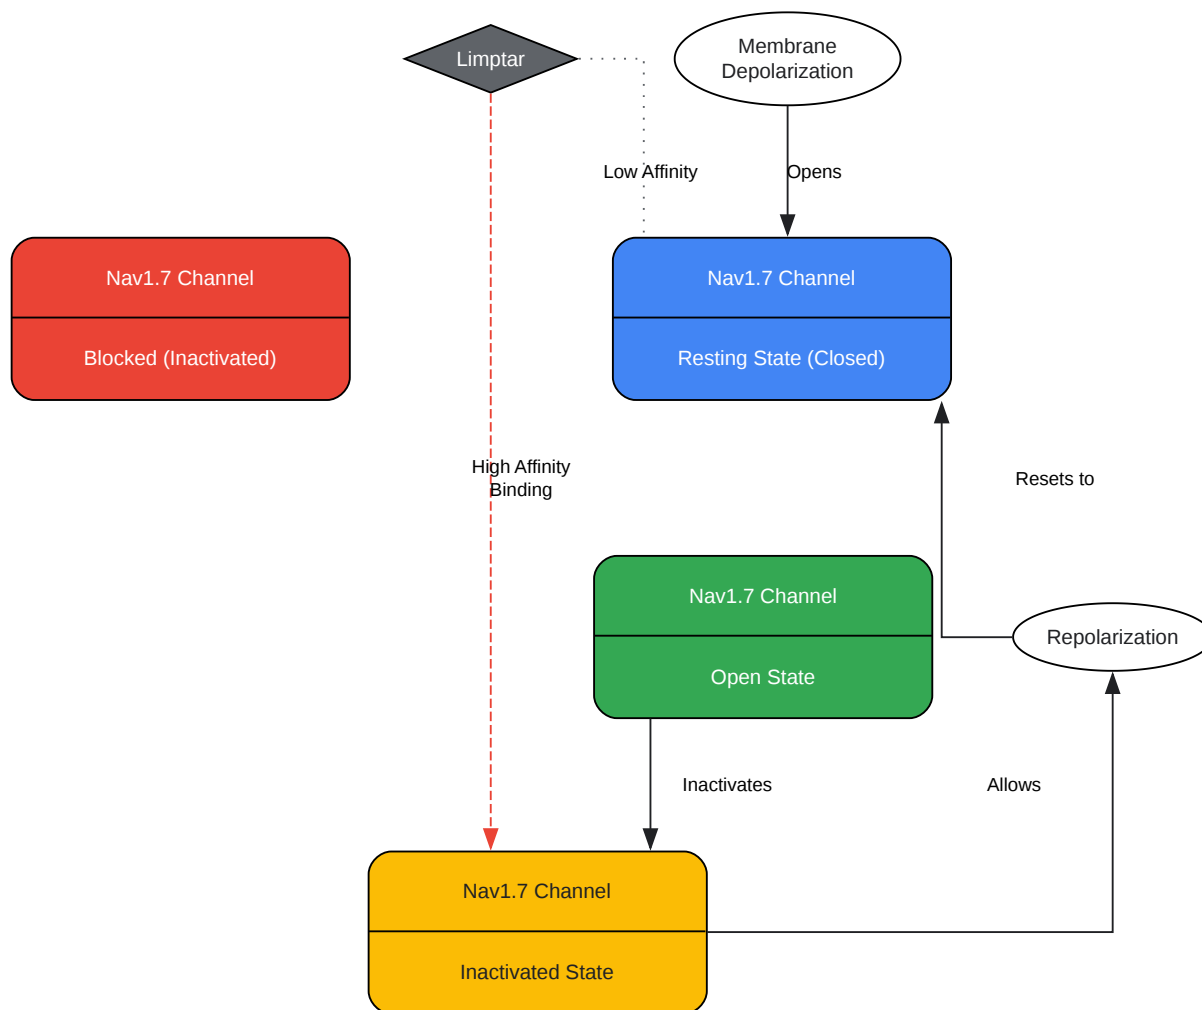 Limptar
Membrane
Depolarization
Low Affinity
Opens
Nav1.7 Channel
Blocked (Inactivated)
Nav1.7 Channel
Resting State (Closed)
High Affinity
Binding
Resets to
Nav1.7 Channel
Open State
Repolarization
Inactivates
Allows
Nav1.7 Channel
Inactivated State